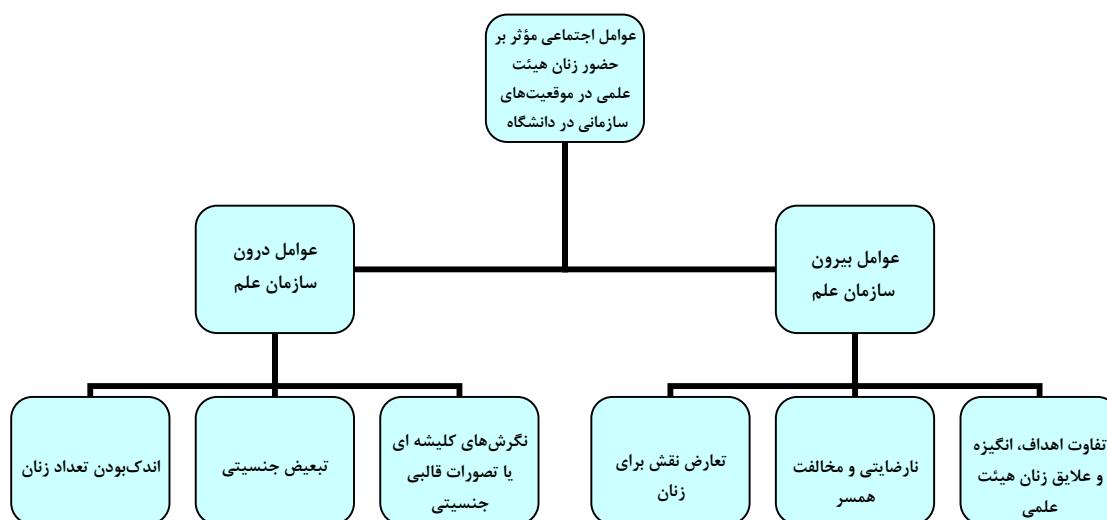 عوامل اجتماعی مؤثر بر
حضور زنان هیئت
علمی در موقعیت‌های
سازمانی در دانشگاه
عوامل بیرون
سازمان علم
عوامل درون
سازمان علم
تفاوت اهداف، انگیزه
و علایق زنان هیئت
علمی
نارضایتی و مخالفت
همسر
تعارض نقش برای
زنان
نگرش‌های کلیشه ای
یا تصورات قالبی
جنسیتی
تبعیض جنسیتی
اندک‌بودن تعداد زنان